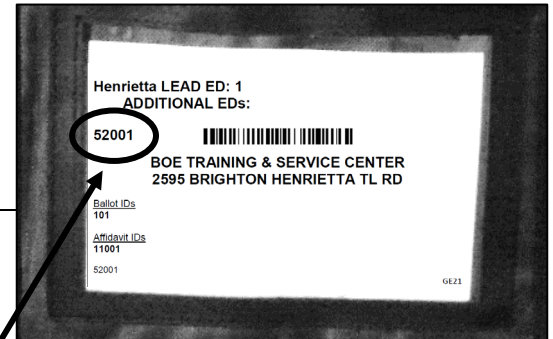 Henrietta LEAD ED: 1
ADDITIONAL EDs:
52001
BOE TRAINING & SERVICE CENTER
2595 BRIGHTON HENRIETTA TL RD
Ballot IDs
101
Affidavit IDs
11001
52001
GE21